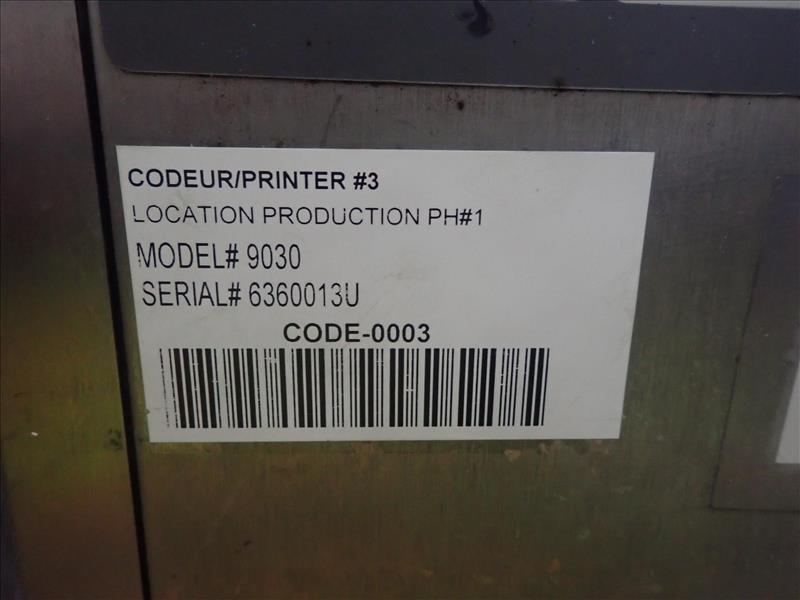 CODEUR/PRINTER #3
LOCATION PRODUCTION PH#1
MODEL# 9030
SERIAL# 6360013U
CODE-0003